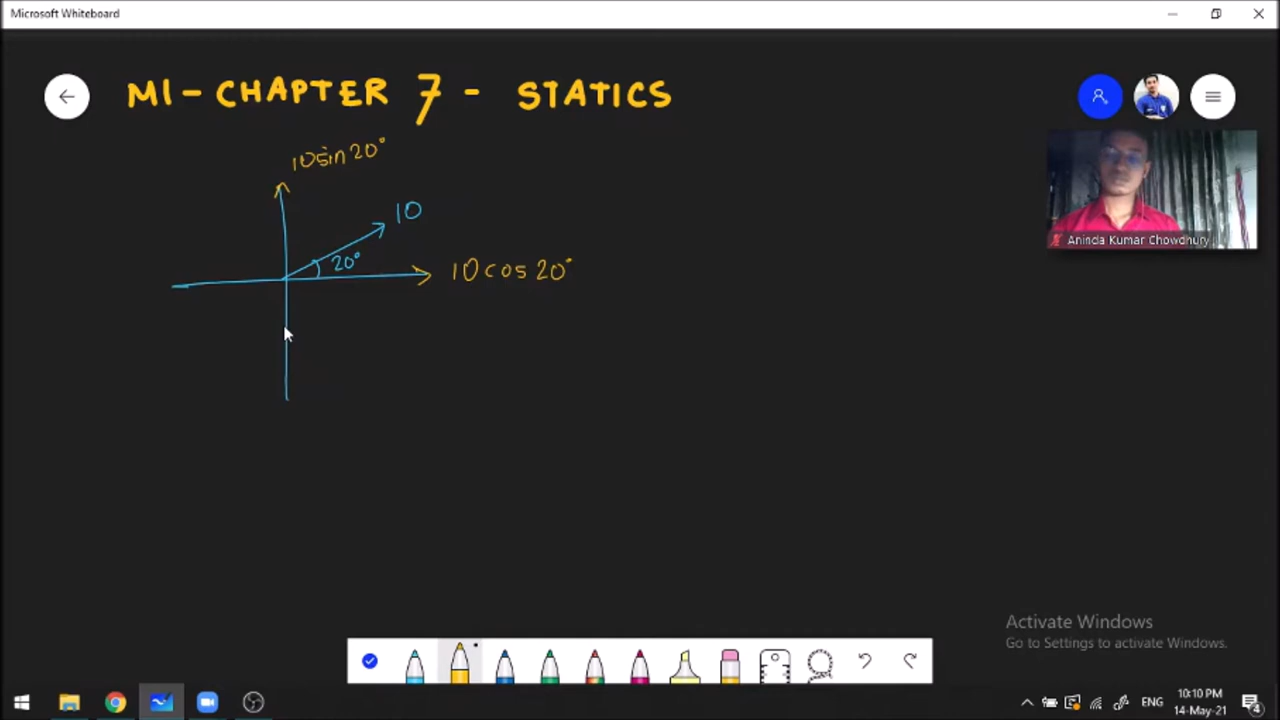 Microsoft Whiteboard
M1 - CHAPTER 7 - STATICS
10sin20°
10
20°
10cos20°
Aninda Kumar Chowdhury
Activate Windows
Go to Settings to activate Windows.
ENG
10:10 PM
14-May-21
4